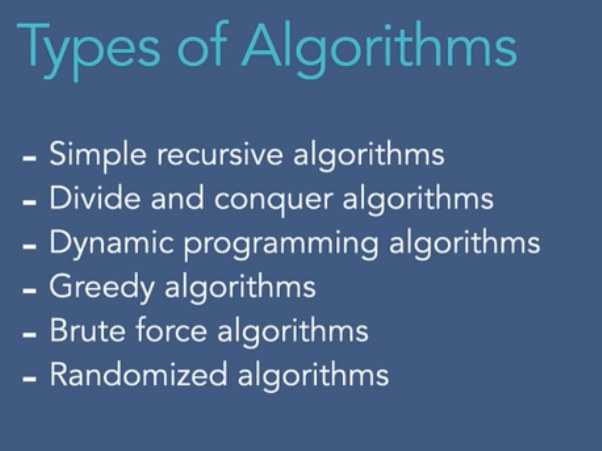 Types of Algorithms
- Simple recursive algorithms
- Divide and conquer algorithms
- Dynamic programming algorithms
- Greedy algorithms
- Brute force algorithms
- Randomized algorithms